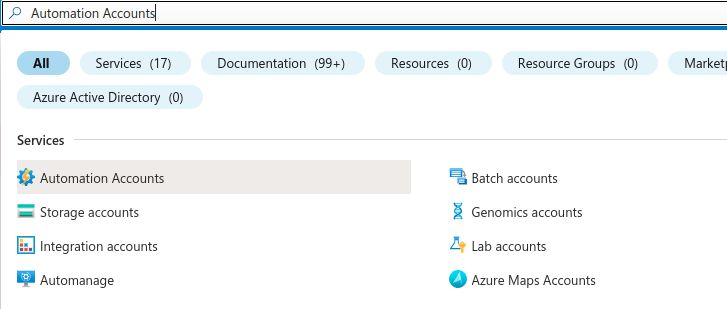 Automation Accounts
All Services (17) Documentation (99+) Resources (0) Resource Groups (0)
Azure Active Directory (0)
Services
Automation Accounts Batch accounts
Storage accounts Genomics accounts
Integration accounts Lab accounts
Automanage Azure Maps Accounts